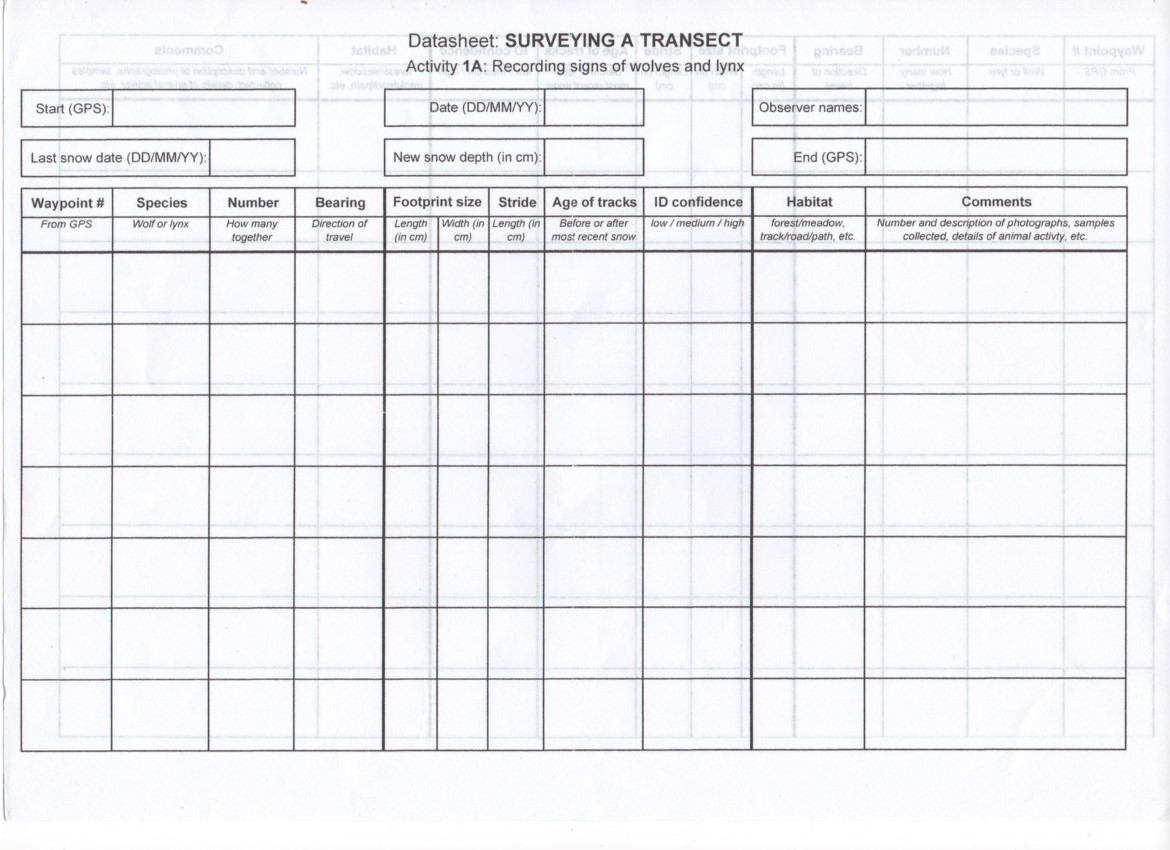 Datasheet: SURVEYING A TRANSECT
Activity 1A: Recording signs of wolves and lynx
Start (GPS): Date (DD/MM/YY): Observer names:
Last snow date (DD/MM/YY): New snow depth (in cm): End (GPS):
Waypoint # Species Number Bearing Footprint size Stride Age of tracks ID confidence Habitat Comments
From GPS Wolf or lynx How many together Direction of travel Length (in cm) Width (in cm) Length (in cm) Before or after most recent snow low / medium / high forest/meadow, track/road/path, etc. Number and description of photographs, samples collected, details of animal activty, etc.